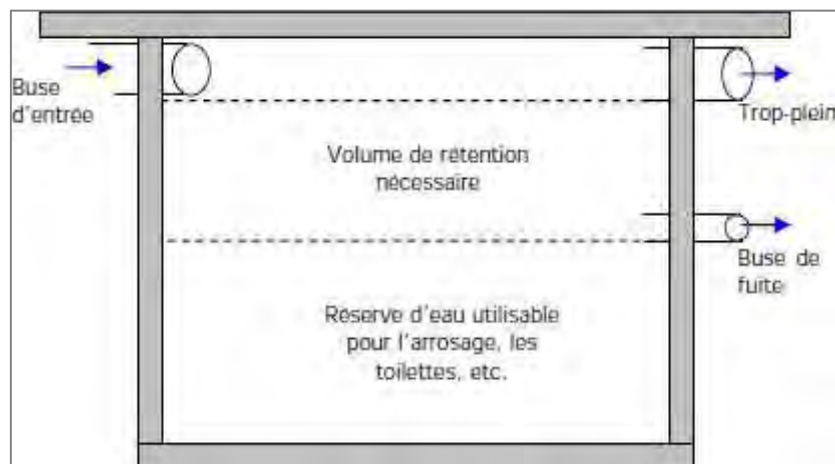 Buse
d'entrée
Trop-plein
Volume de rétention
nécessaire
Buse de
fuite
Réserve d'eau utilisable
pour l'arrosage, les
toilettes, etc.